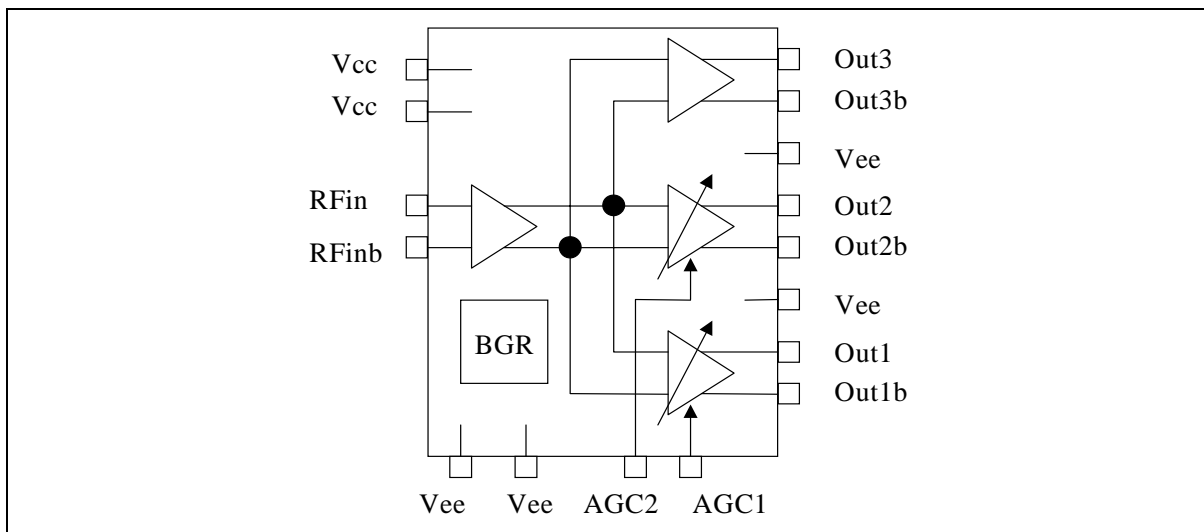 Vcc
Vcc
RFin
RFinb
BGR
Out3
Out3b
Vee
Out2
Out2b
Vee
Out1
Out1b
Vee
Vee
AGC2
AGC1